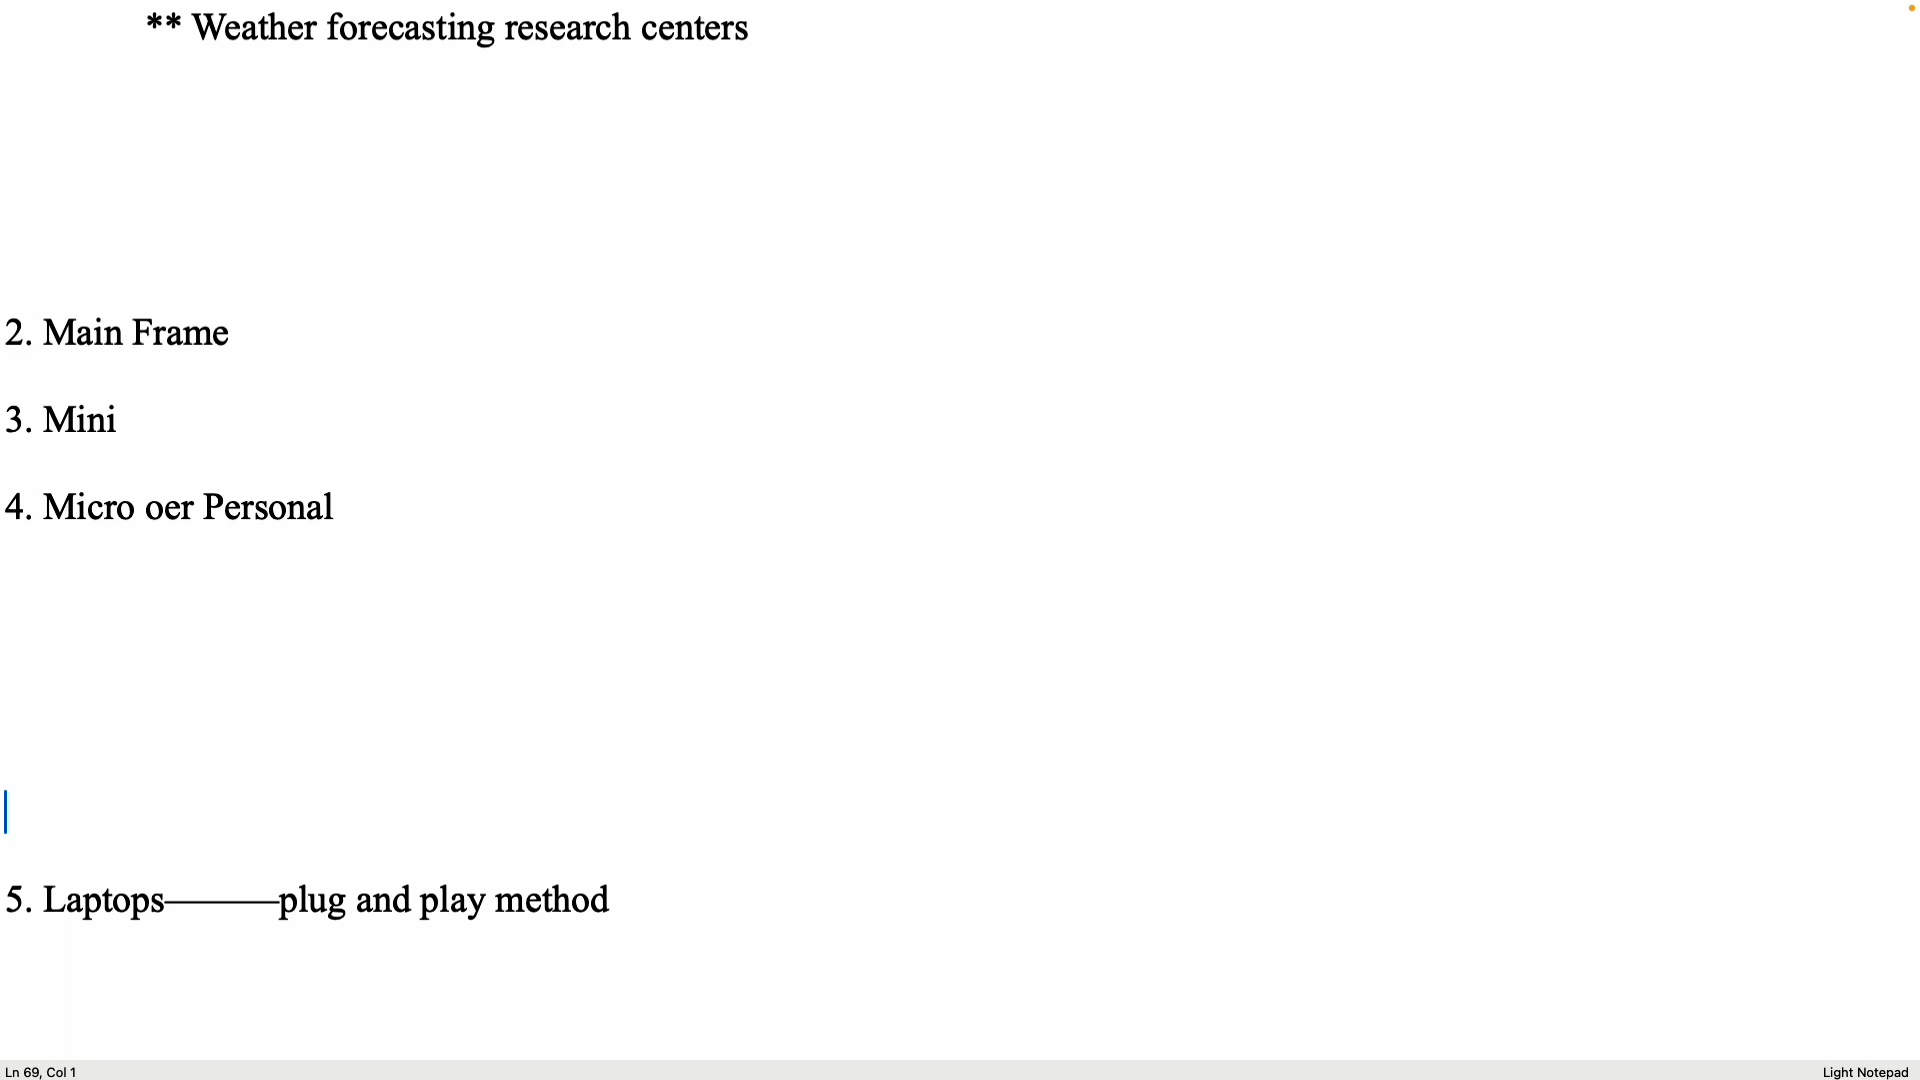 ** Weather forecasting research centers
2. Main Frame
3. Mini
4. Micro oer Personal
5. Laptops———plug and play method
Ln 69, Col 1
Light Notepad